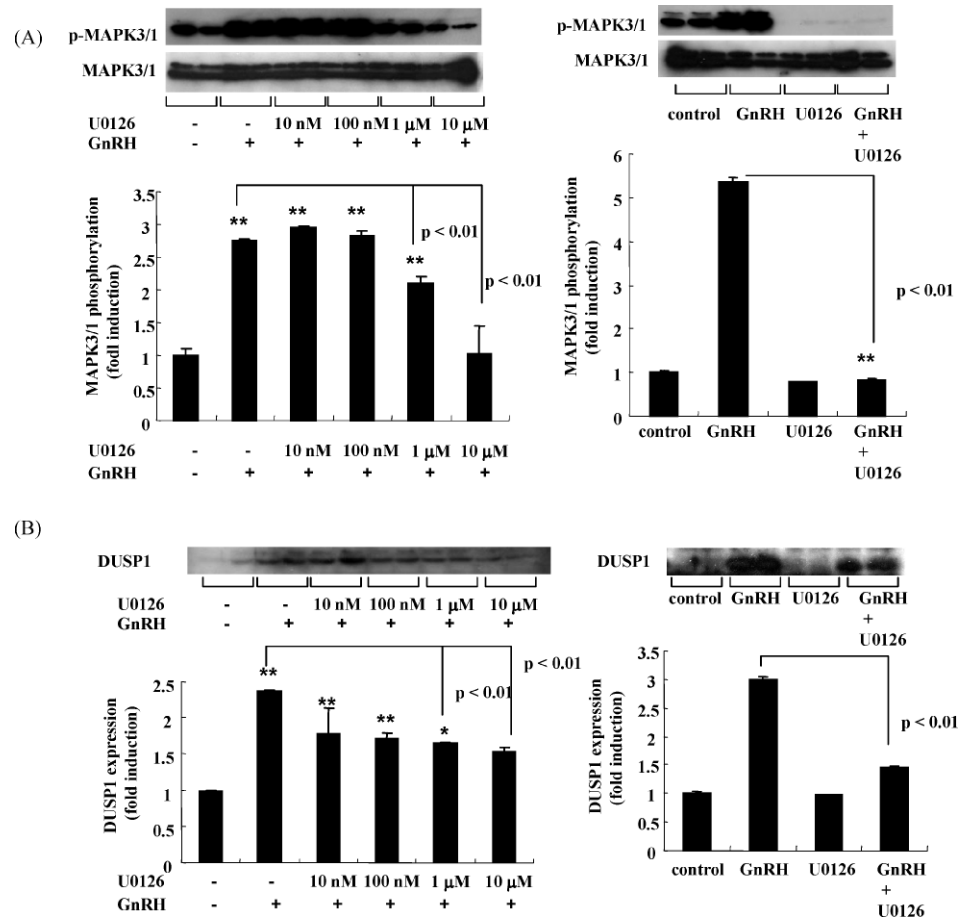 (A)
p-MAPK3/1
MAPK3/1
U0126 - - 10 nM 100 nM 1 μM 10 μM
GnRH - + + + + +
MAPK3/1 phosphorylation
(fodl induction)
3.5
3
2.5
2
1.5
1
0.5
0
** ** ** **
p < 0.01
p < 0.01
U0126 - - 10 nM 100 nM 1 μM 10 μM
GnRH - + + + + +
p-MAPK3/1
MAPK3/1
control GnRH U0126 GnRH
+
U0126
MAPK3/1 phosphorylation
(fold induction)
6
5
4
3
2
1
0
p < 0.01
**
control GnRH U0126 GnRH
+
U0126
(B)
DUSP1
U0126 - - 10 nM 100 nM 1 μM 10 μM
GnRH - + + + + +
DUSP1 expression
(fold induction)
2.5
2
1.5
1
0.5
0
** ** ** *
p < 0.01
p < 0.01
U0126 - - 10 nM 100 nM 1 μM 10 μM
GnRH - + + + + +
DUSP1
control GnRH U0126 GnRH
+
U0126
DUSP1 expression
(fold induction)
3.5
3
2.5
2
1.5
1
0.5
0
p < 0.01
control GnRH U0126 GnRH
+
U0126